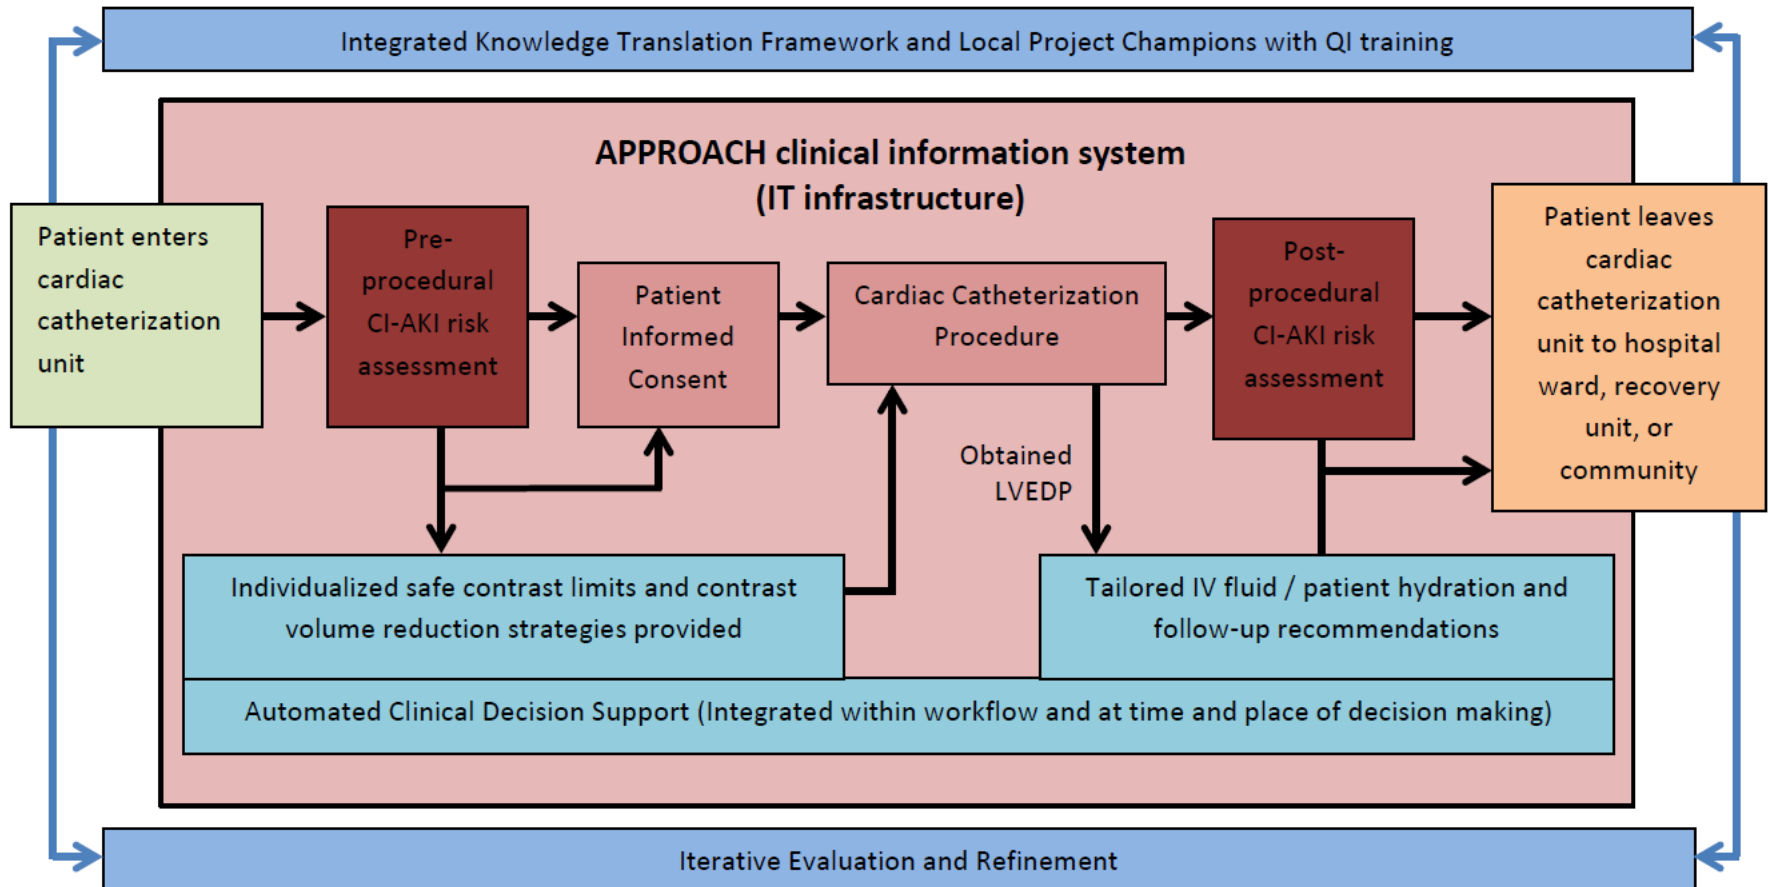 Integrated Knowledge Translation Framework and Local Project Champions with QI training
APPROACH clinical information system
(IT infrastructure)
Patient enters
cardiac
catheterization
unit
Pre-
procedural
CI-AKI risk
assessment
Patient
Informed
Consent
Cardiac Catheterization
Procedure
Post-
procedural
CI-AKI risk
assessment
Patient leaves
cardiac
catheterization
unit to hospital
ward, recovery
unit, or
community
Obtained
LVEDP
Individualized safe contrast limits and contrast
volume reduction strategies provided
Tailored IV fluid / patient hydration and
follow-up recommendations
Automated Clinical Decision Support (Integrated within workflow and at time and place of decision making)
Iterative Evaluation and Refinement